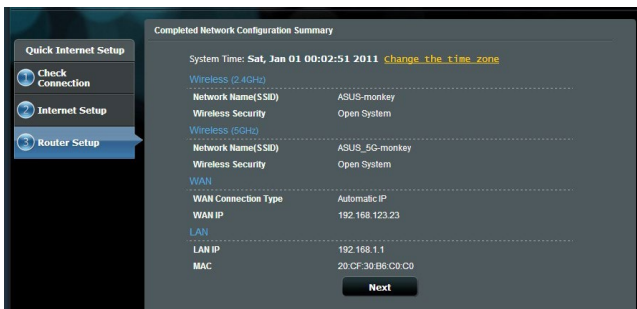 Completed Network Configuration Summary
Quick Internet Setup
1 Check Connection
2 Internet Setup
3 Router Setup
System Time: Sat, Jan 01 00:02:51 2011 Change the time zone
Wireless (2.4GHz)
Network Name(SSID) ASUS-monkey
Wireless Security Open System
Wireless (5GHz)
Network Name(SSID) ASUS_5G-monkey
Wireless Security Open System
WAN
WAN Connection Type Automatic IP
WAN IP 192.168.123.23
LAN
LAN IP 192.168.1.1
MAC 20:CF:30:B6:C0:C0
Next